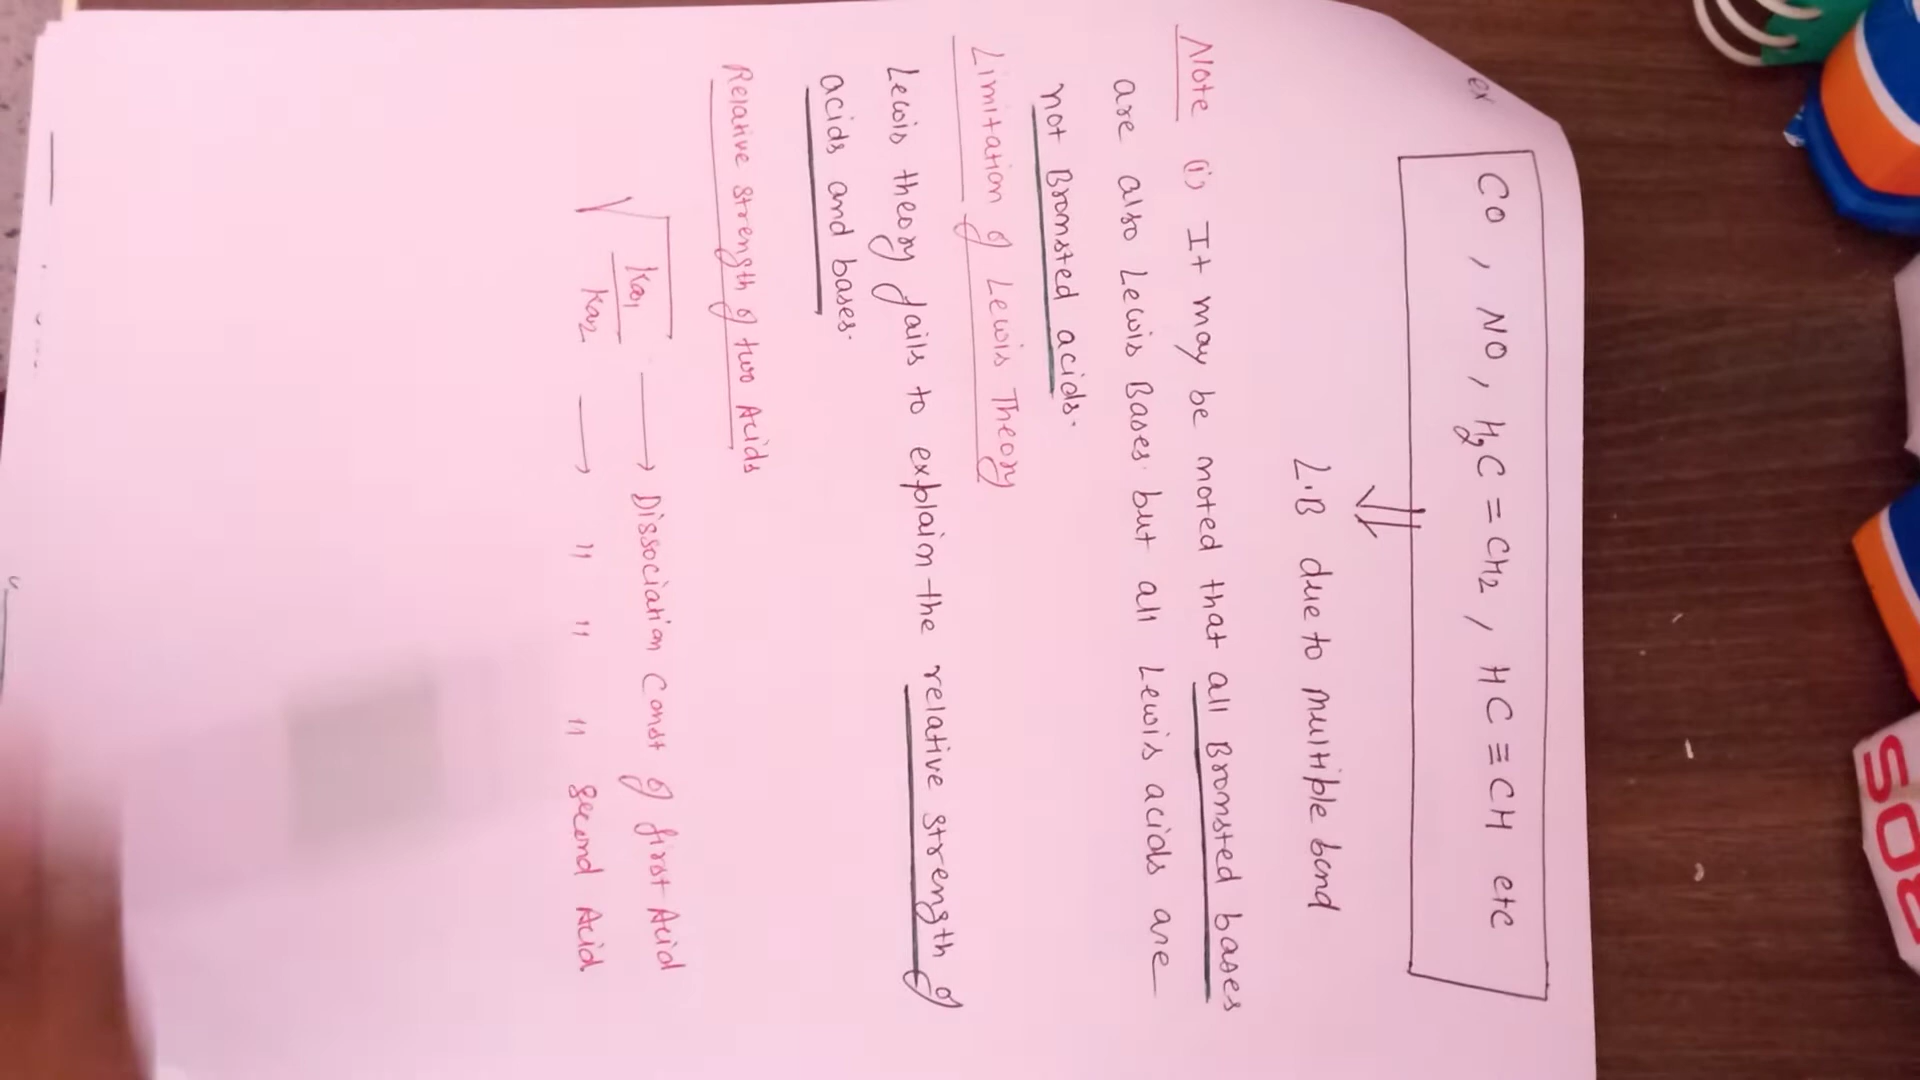 ex
CO , NO , H2C = CH2 , HC ≡ CH etc
L.B due to multiple bond
Note (i) It may be noted that all Bronsted bases
are also Lewis Bases but all Lewis acids are
not Bronsted acids.
Limitation of Lewis Theory
Lewis theory fails to explain the relative strength of
acids and bases.
Relative strength of two Acids
√ Ka1 → Dissociation Const of first Acid
Ka2 → " " " second Acid
SOS